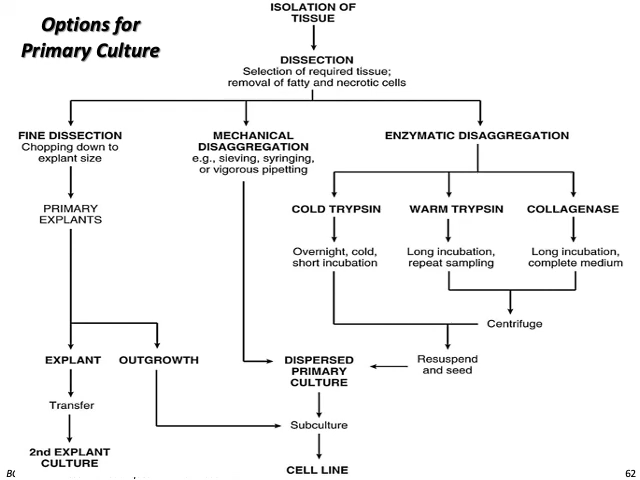 Options for
Primary Culture
ISOLATION OF
TISSUE
DISSECTION
Selection of required tissue;
removal of fatty and necrotic cells
FINE DISSECTION
Chopping down to
explant size
MECHANICAL
DISAGGREGATION
e.g., sieving, syringing,
or vigorous pipetting
ENZYMATIC DISAGGREGATION
PRIMARY
EXPLANTS
COLD TRYPSIN
WARM TRYPSIN
COLLAGENASE
Overnight, cold,
short incubation
Long incubation,
repeat sampling
Long incubation,
complete medium
Centrifuge
EXPLANT
OUTGROWTH
DISPERSED
PRIMARY
CULTURE
Resuspend
and seed
Transfer
Subculture
2nd EXPLANT
CULTURE
CELL LINE
62